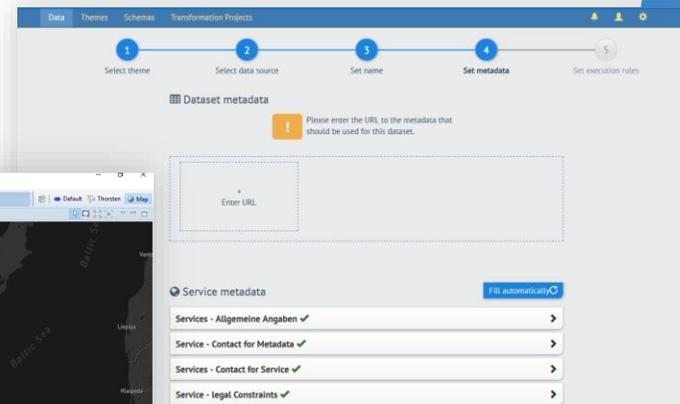 Data Themes Schemas Transformation Projects
1 2 3 4 5
Select theme Select data source Set name Set metadata Set execution rules
Dataset metadata
! Please enter the URL to the metadata that
should be used for this dataset.
+
Enter URL
Service metadata
Fill automatically
Services - Allgemeine Angaben
Service - Contact for Metadata
Services - Contact for Service
Service - legal Constraints
Default Thorsten Map
Baltic Sea
Liepaja
Baltic Sea
Klaipeda